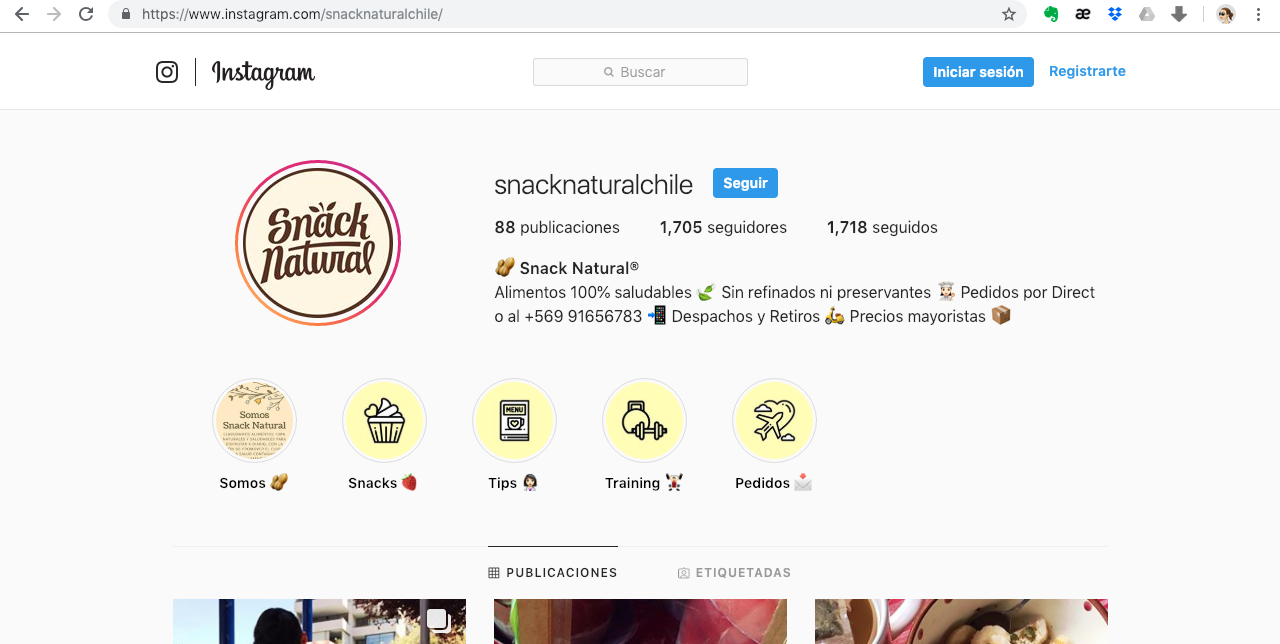 https://www.instagram.com/snacknaturalchile/
Instagram
Buscar
Iniciar sesión
Registrarte
Snäck
Natural
snacknaturalchile
Seguir
88 publicaciones
1,705 seguidores
1,718 seguidos
🥜 Snack Natural®
Alimentos 100% saludables 🍃 Sin refinados ni preservantes 👩🏻‍🍳 Pedidos por Direct
o al +569 91656783 📲 Despachos y Retiros 🛵 Precios mayoristas 📦
Somos
Snack Natural
MENU
Somos 🥜
Snacks 🍓
Tips 👩🏻‍⚕️
Training 🏋🏻
Pedidos 📩
PUBLICACIONES
ETIQUETADAS